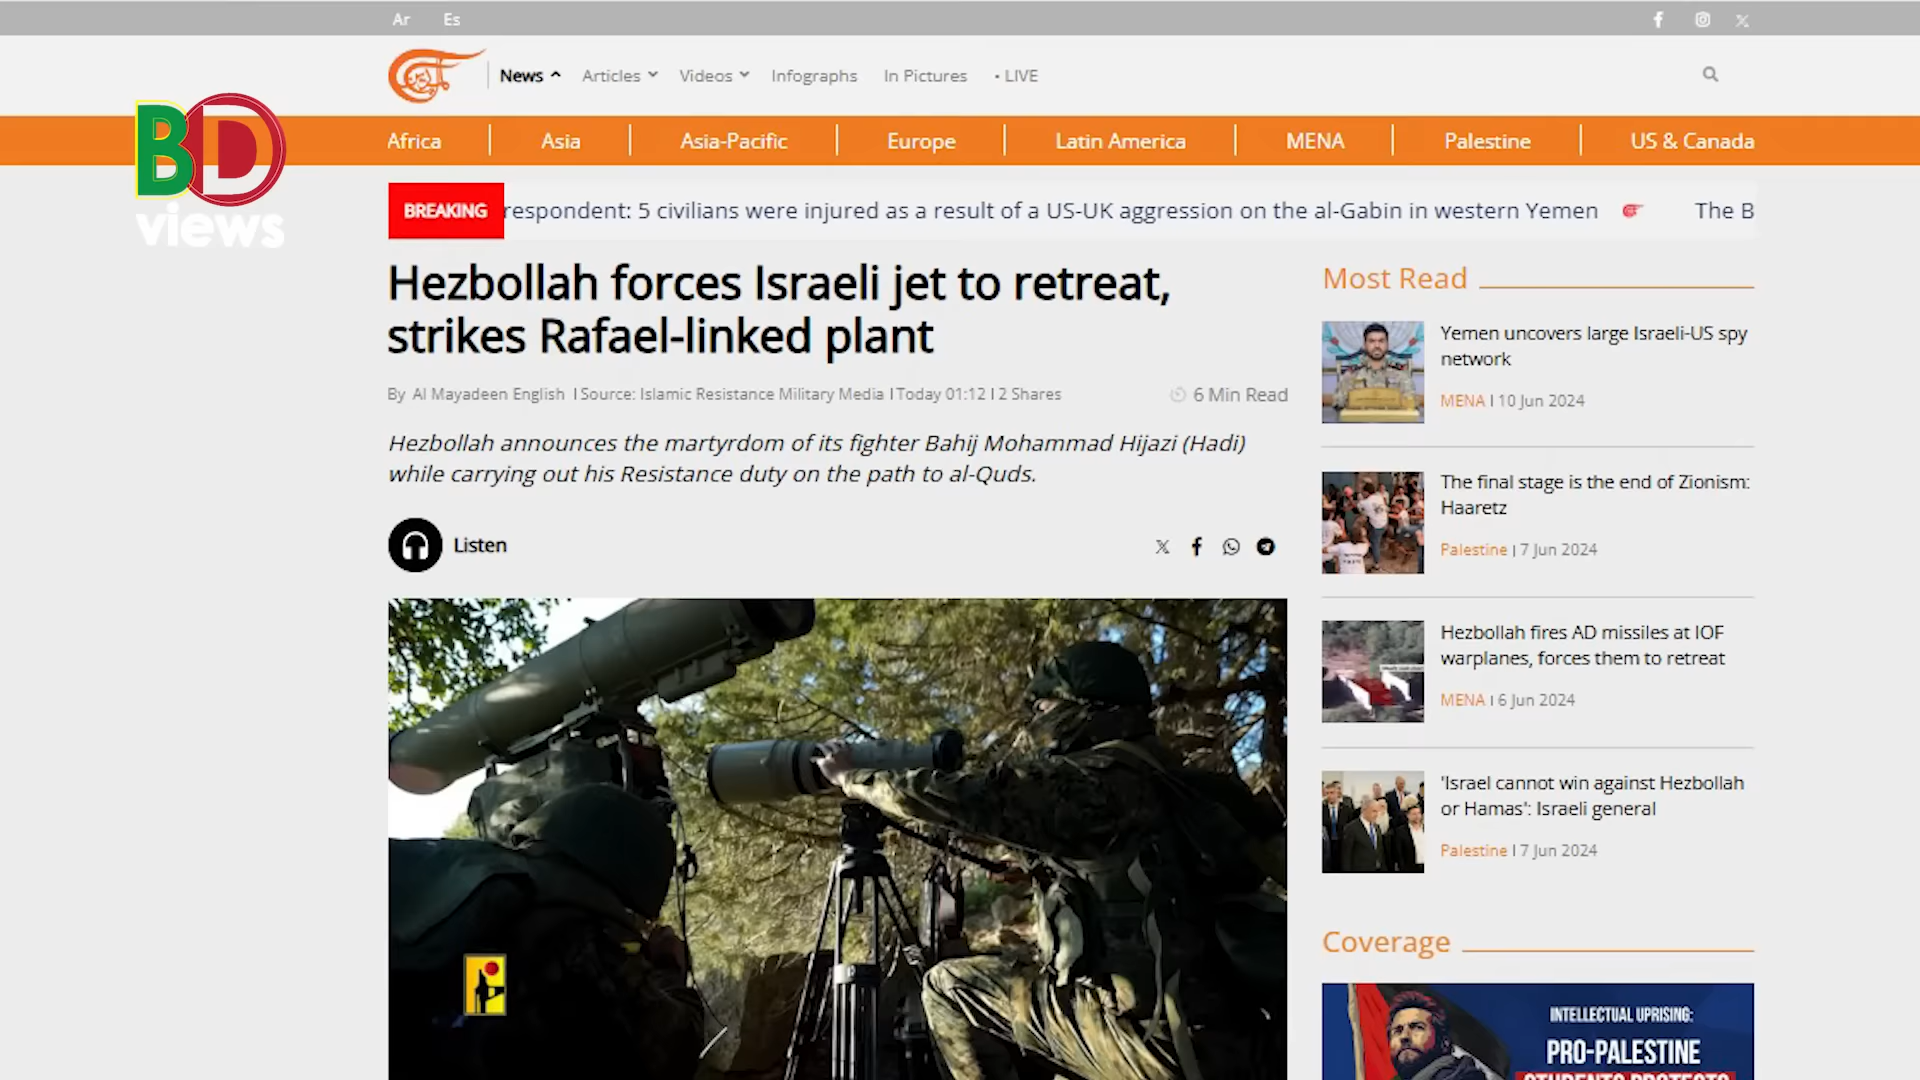 Ar Es
News Articles Videos Infographs In Pictures • LIVE
BD
views
Africa Asia Asia-Pacific Europe Latin America MENA Palestine US & Canada
BREAKING respondent: 5 civilians were injured as a result of a US-UK aggression on the al-Gabin in western Yemen The B
Hezbollah forces Israeli jet to retreat,
strikes Rafael-linked plant
By Al Mayadeen English | Source: Islamic Resistance Military Media | Today 01:12 | 2 Shares
6 Min Read
Hezbollah announces the martyrdom of its fighter Bahij Mohammad Hijazi (Hadi)
while carrying out his Resistance duty on the path to al-Quds.
Listen
Most Read
Yemen uncovers large Israeli-US spy
network
MENA | 10 Jun 2024
The final stage is the end of Zionism:
Haaretz
Palestine | 7 Jun 2024
Hezbollah fires AD missiles at IOF
warplanes, forces them to retreat
MENA | 6 Jun 2024
'Israel cannot win against Hezbollah
or Hamas': Israeli general
Palestine | 7 Jun 2024
Coverage
INTELLECTUAL UPRISING:
PRO-PALESTINE
STUDENTS PROTESTS